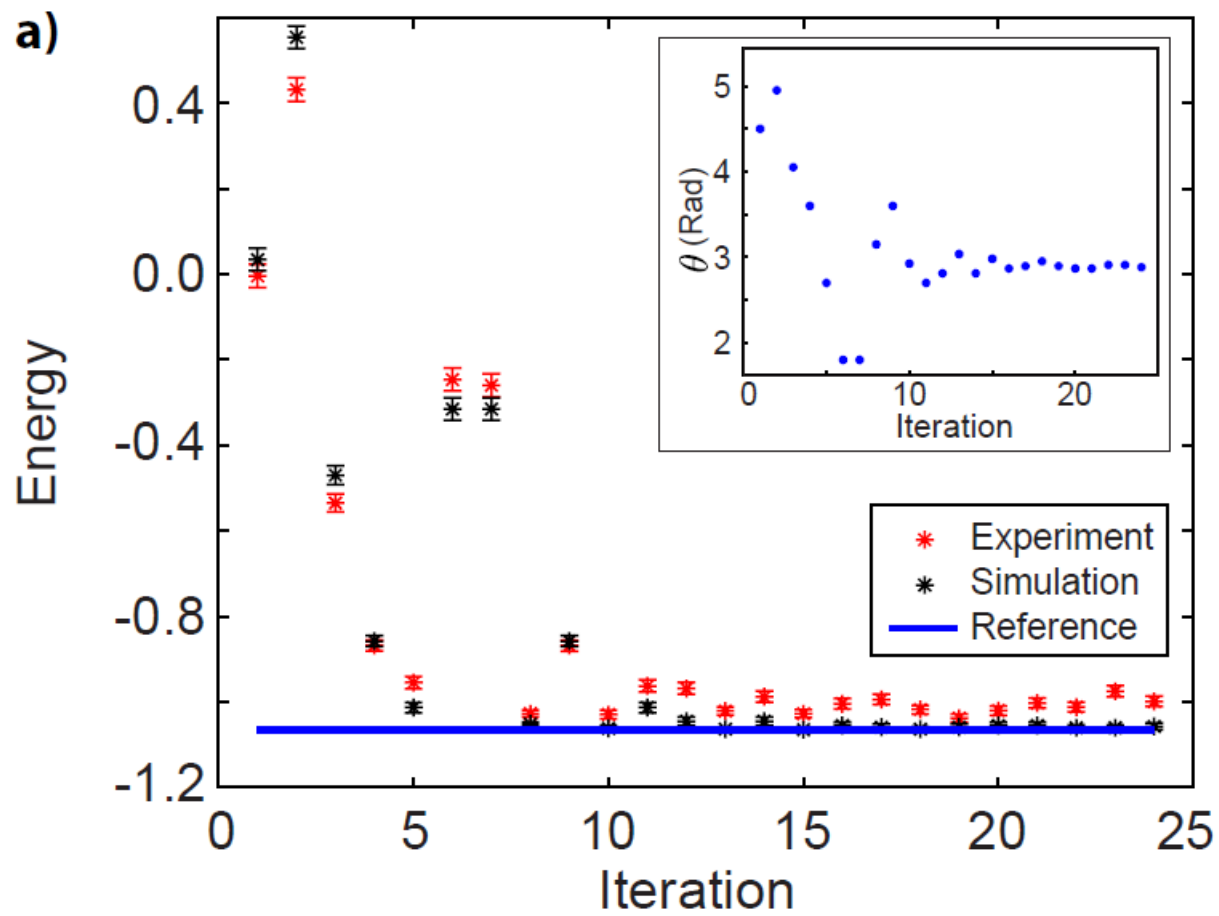 a)
Energy
0.4
0.0
-0.4
-0.8
-1.2
0 5 10 15 20 25
Iteration
θ (Rad)
5
4
3
2
0 10 20
Iteration
Experiment
Simulation
Reference